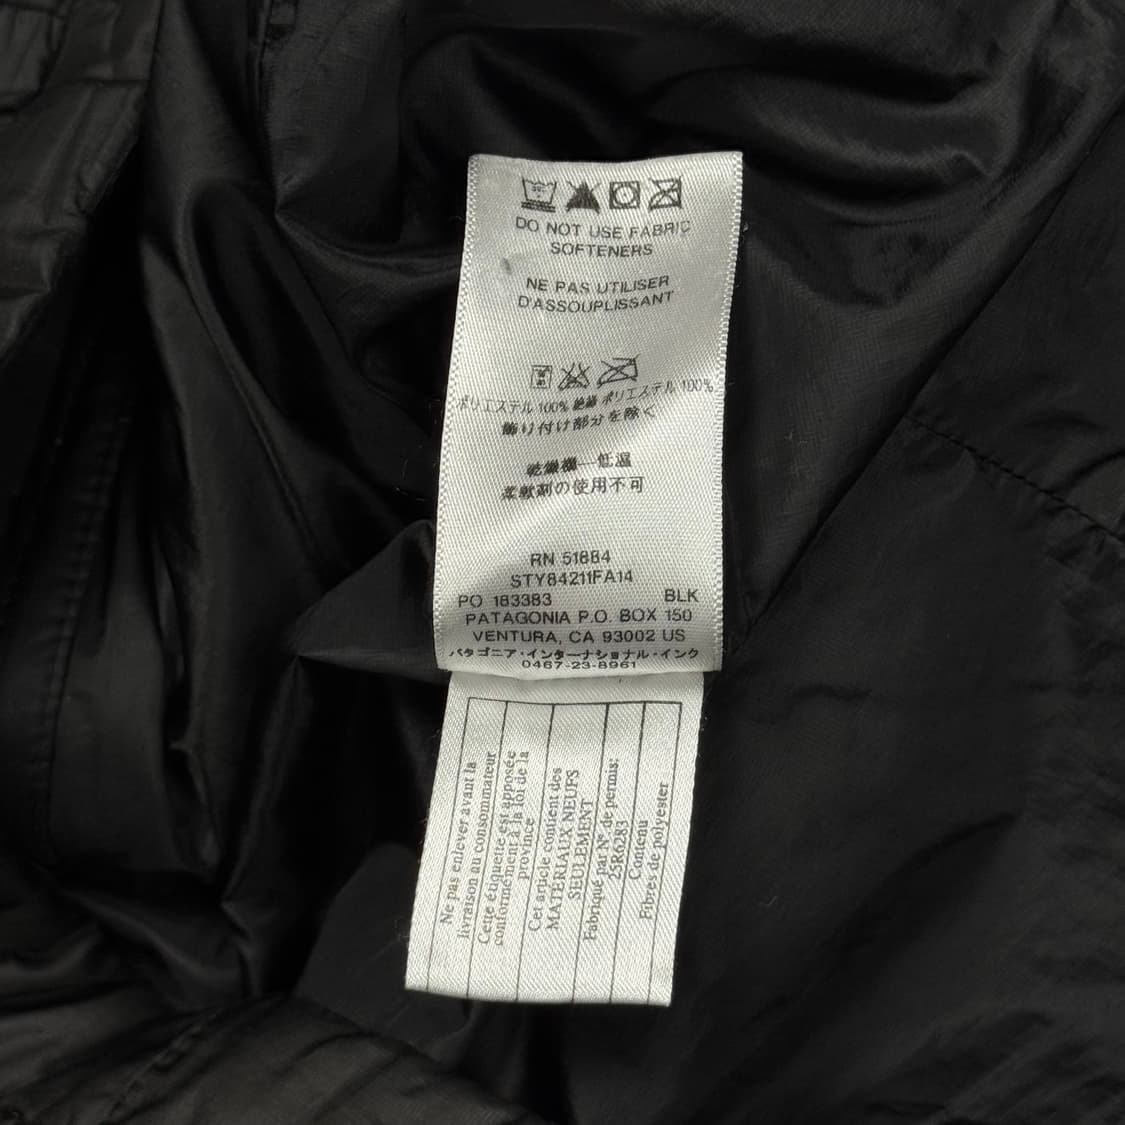 DO NOT USE FABRIC
SOFTENERS
NE PAS UTILISER
D'ASSOUPLISSANT
ポリエステル 100% 絶縁 ポリエステル 100%
飾り付け部分を除く
乾燥機―低温
柔軟剤の使用不可
RN 51884
STY84211FA14
PO 183383 BLK
PATAGONIA P.O. BOX 150
VENTURA, CA 93002 US
パタゴニア・インターナショナル・インク
0467-23-8961
Ne pas enlever avant la
livraison au consommateur
Cette étiquette est apposée
conformément à la loi de la
province
Cet article contient des
MATERIAUX NEUFS
SEULEMENT
Fabriqué par N°. de permis:
25R6283
Contenu
Fibres de polyester